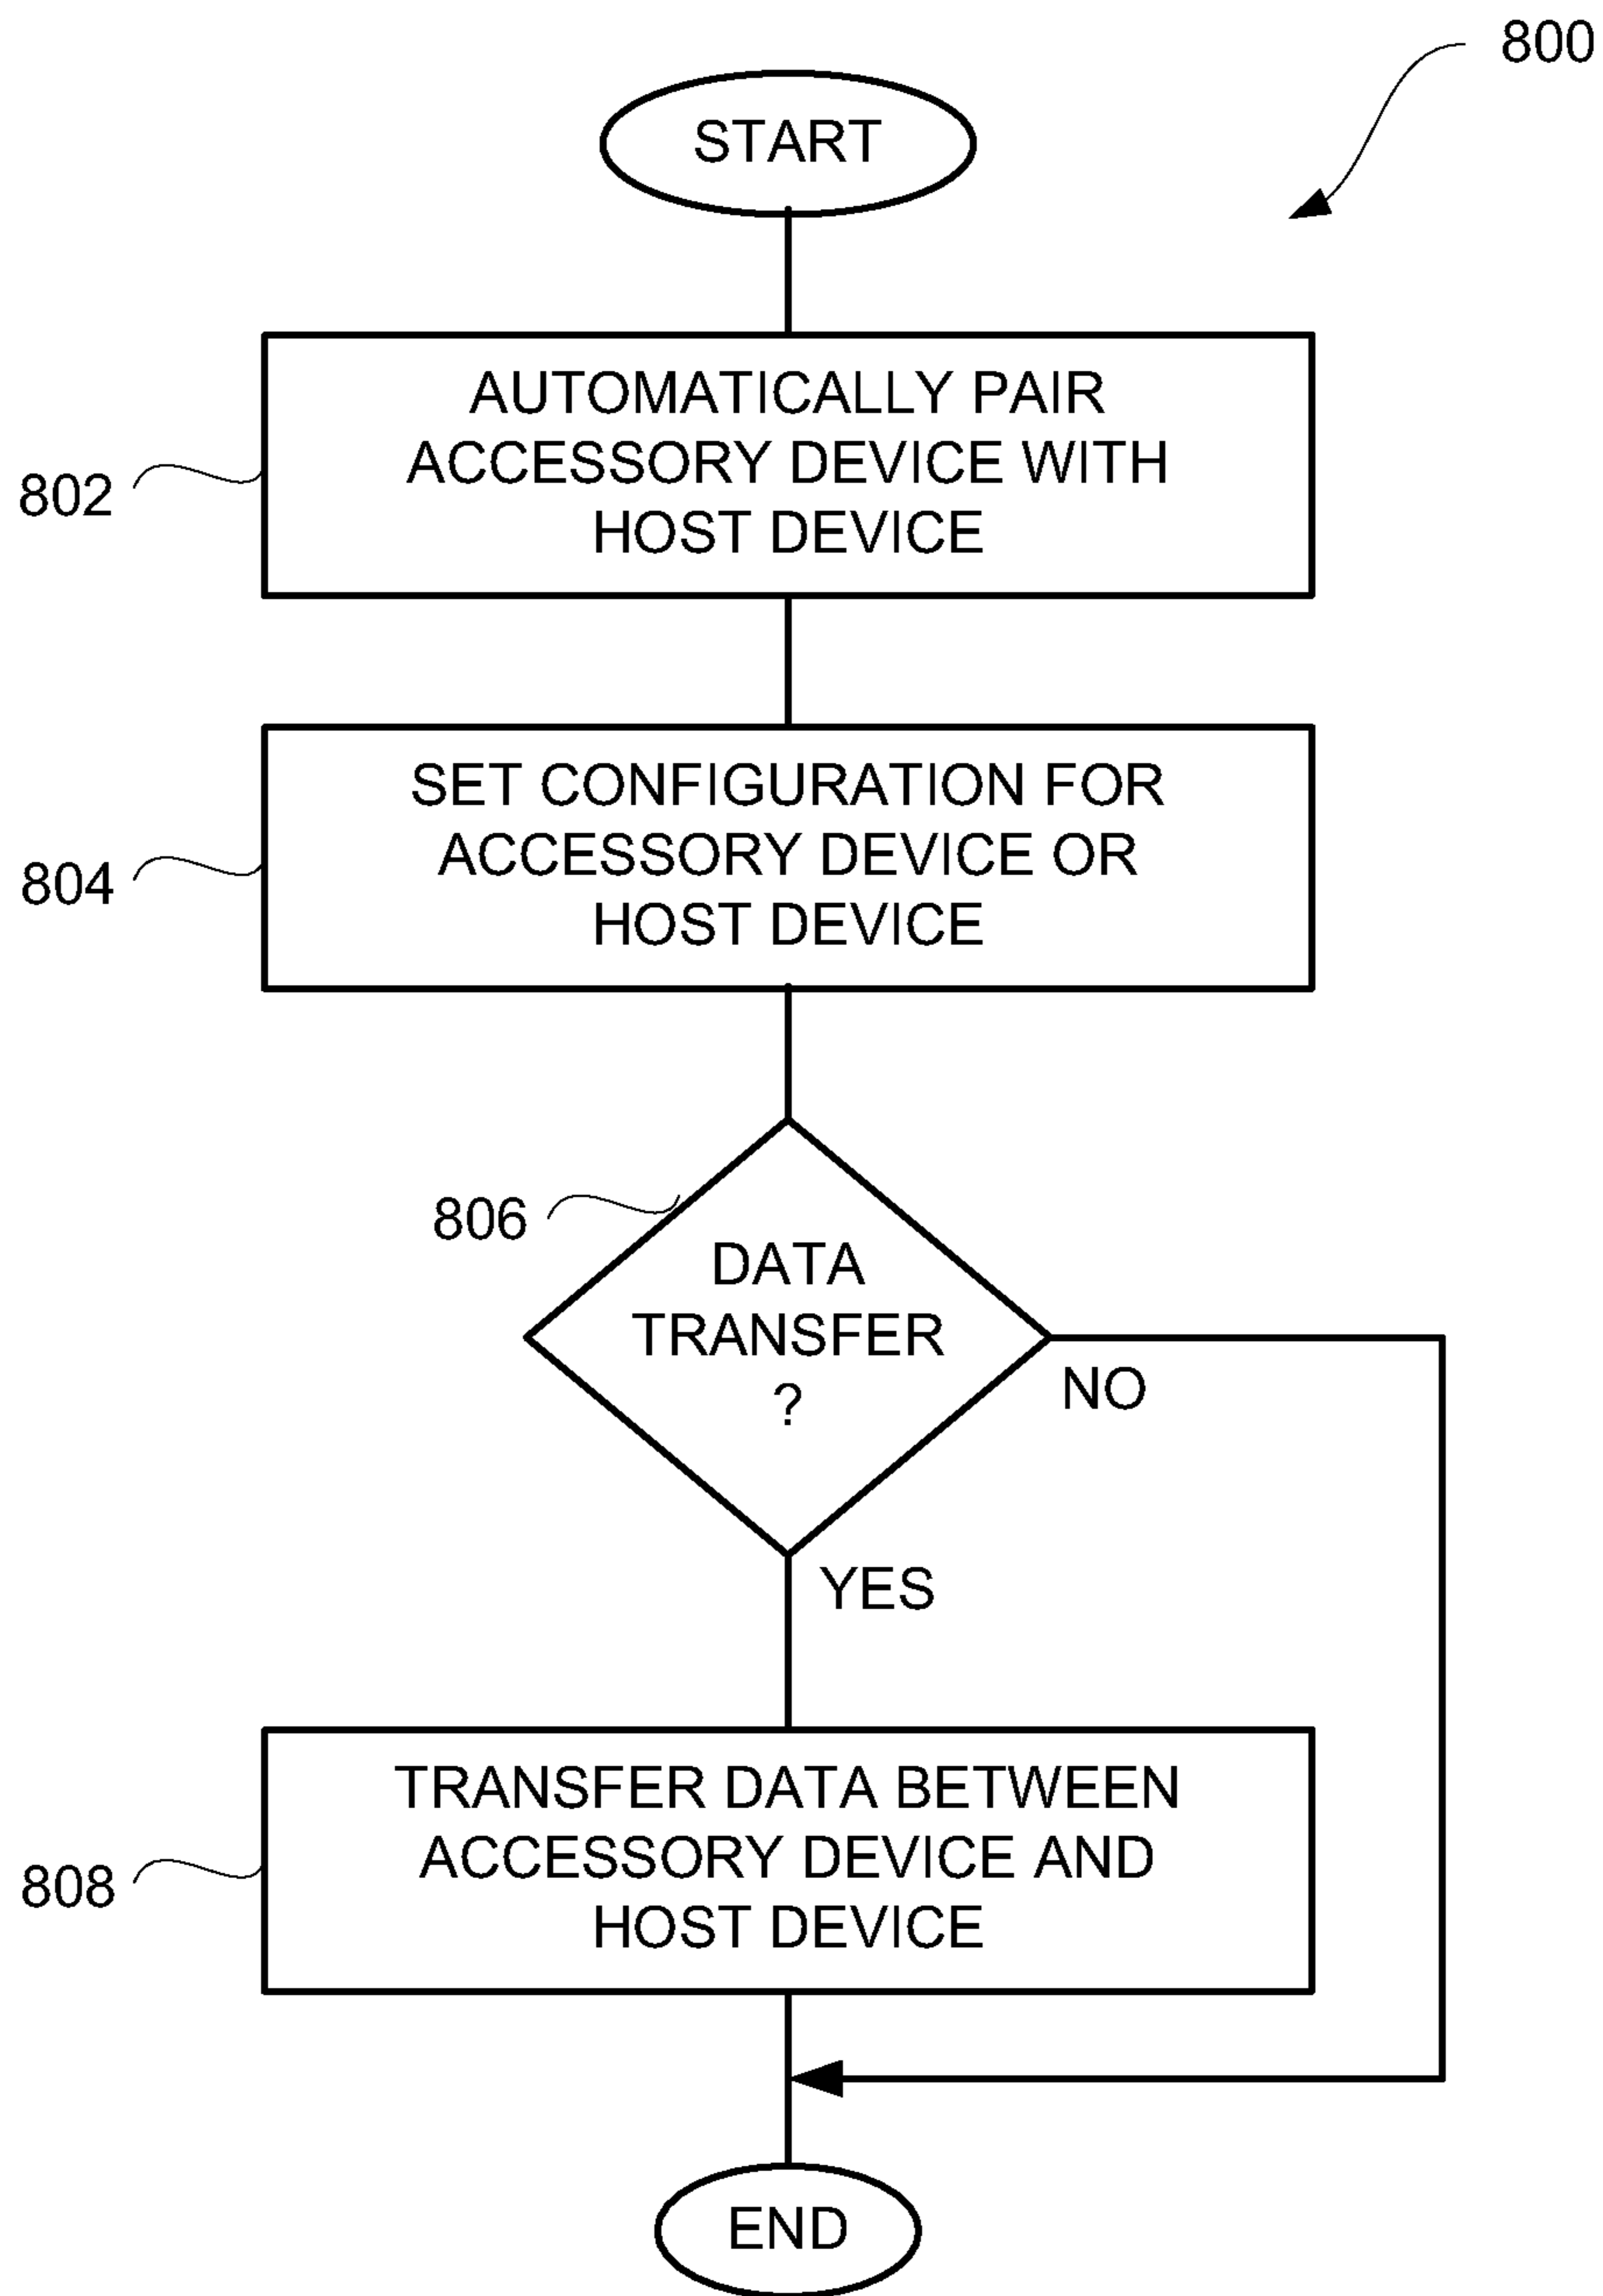 800
START
802
AUTOMATICALLY PAIR
ACCESSORY DEVICE WITH
HOST DEVICE
804
SET CONFIGURATION FOR
ACCESSORY DEVICE OR
HOST DEVICE
806
DATA
TRANSFER
?
NO
YES
808
TRANSFER DATA BETWEEN
ACCESSORY DEVICE AND
HOST DEVICE
END